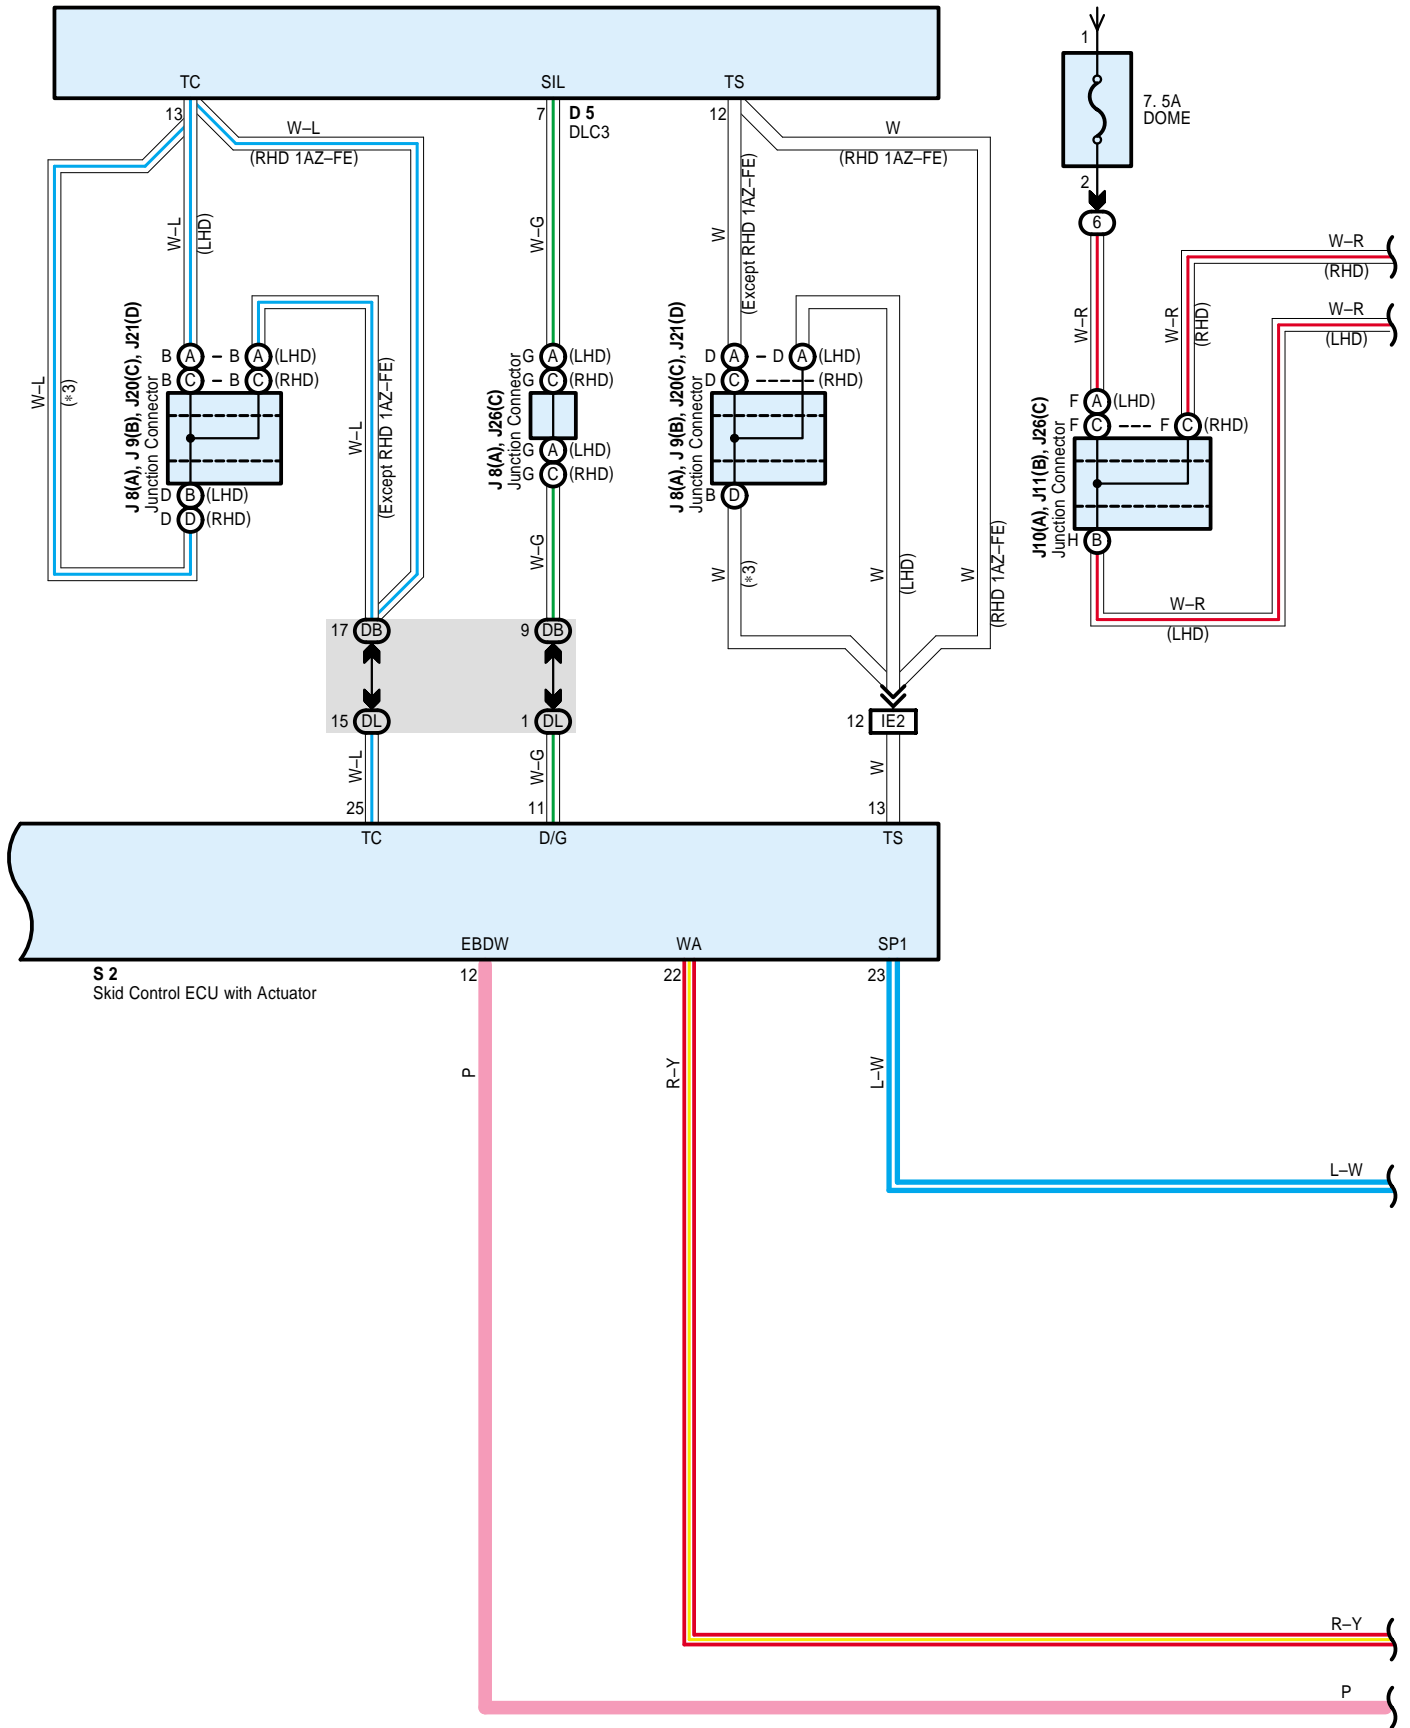 TC SIL TS
13 7 D 5 12 1
DLC3
7. 5A
DOME
W–L
(RHD 1AZ–FE)
W
(RHD 1AZ–FE)
2
6
W–L
(LHD)
W–G
W
(Except RHD 1AZ–FE)
W–R
(RHD)
W–R
(LHD)
W–R
W–R
(RHD)
W–L
(*3)
J 8(A), J 9(B), J20(C), J21(D)
Junction Connector
B A – B A (LHD)
B C – B C (RHD)
D B (LHD)
D D (RHD)
W–L
(Except RHD 1AZ–FE)
J 8(A), J26(C)
Junction Connector
G A (LHD)
G C (RHD)
G A (LHD)
G C (RHD)
W–G
J 8(A), J 9(B), J20(C), J21(D)
Junction Connector
D A – D A (LHD)
D C ––––––– (RHD)
B D
W
(*3)
W
(LHD)
W
(RHD 1AZ–FE)
J10(A), J11(B), J26(C)
Junction Connector
F A (LHD)
F C –––– F C (RHD)
H B
W–R
(LHD)
17 DB 9 DB
15 DL 1 DL 12 IE2
W–L
W–G
W
25 11 13
TC D/G TS
EBDW WA SP1
S 2
Skid Control ECU with Actuator
12 22 23
P
R–Y
L–W
L–W
R–Y
P